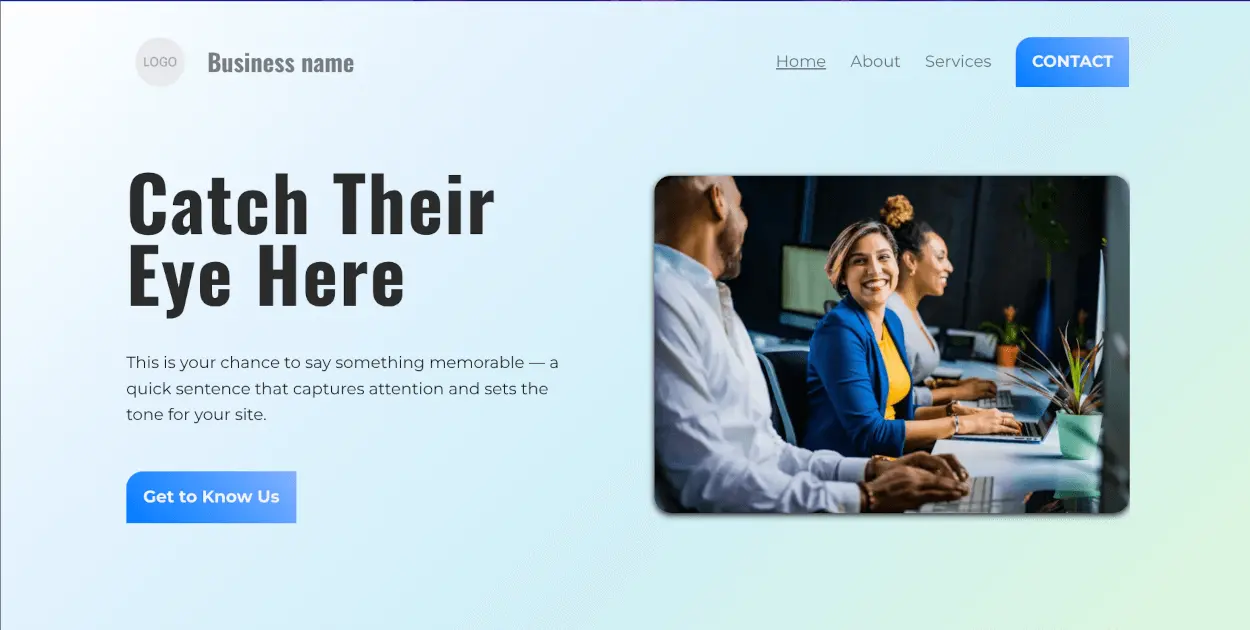 LOGO
Business name
Home
About
Services
CONTACT
Catch Their
Eye Here
This is your chance to say something memorable — a
quick sentence that captures attention and sets the
tone for your site.
Get to Know Us